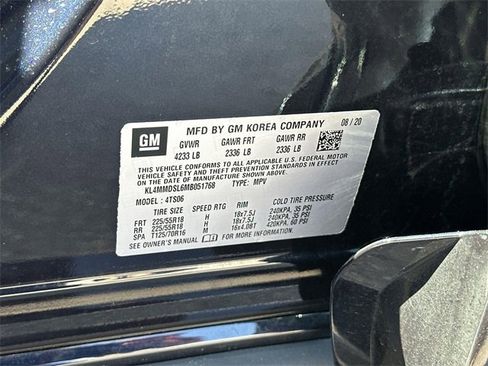 GM
MFD BY GM KOREA COMPANY 08 / 20
GVWR GAWR FRT GAWR RR
4233 LB 2336 LB 2336 LB
THIS VEHICLE CONFORMS TO ALL APPLICABLE U.S. FEDERAL MOTOR
VEHICLE SAFETY AND THEFT PREVENTION STANDARDS IN EFFECT
ON THE DATE OF MANUFACTURE SHOWN ABOVE.
KL4MMDSL6MB051768 TYPE: MPV
MODEL: 4TS06
TIRE SIZE SPEED RTG RIM COLD TIRE PRESSURE
FRT 225/55R18 H 18x7.5J 240KPA, 35 PSI
RR 225/55R18 H 18x7.5J 240KPA, 35 PSI
SPA T125/70R16 M 16x4.0BT 420KPA, 60 PSI
SEE OWNER'S MANUAL FOR MORE INFORMATION.